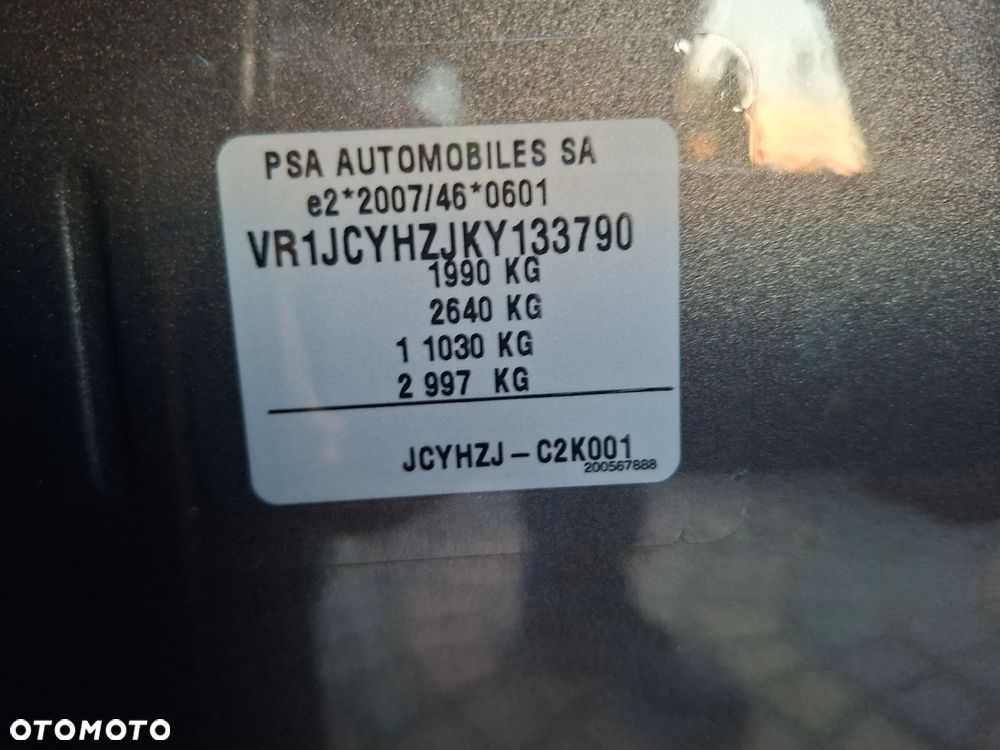 PSA AUTOMOBILES SA
e2*2007/46*0601
VR1JCYHZJKY133790
1990 KG
2640 KG
1 1030 KG
2 997 KG
JCYHZJ – C2K001
200567888
OTOMOTO